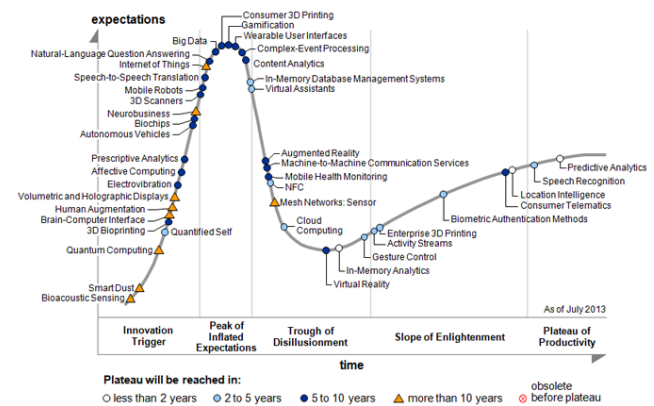 expectations
Consumer 3D Printing
Gamification
Wearable User Interfaces
Big Data
Complex-Event Processing
Natural-Language Question Answering
Content Analytics
Internet of Things
Speech-to-Speech Translation
In-Memory Database Management Systems
Mobile Robots
Virtual Assistants
3D Scanners
Neurobusiness
Biochips
Autonomous Vehicles
Augmented Reality
Prescriptive Analytics
Machine-to-Machine Communication Services
Predictive Analytics
Affective Computing
Mobile Health Monitoring
Speech Recognition
Electrovibration
NFC
Location Intelligence
Volumetric and Holographic Displays
Mesh Networks: Sensor
Consumer Telematics
Human Augmentation
Biometric Authentication Methods
Brain-Computer Interface
Cloud
Computing
3D Bioprinting
Quantified Self
Enterprise 3D Printing
Activity Streams
Quantum Computing
Gesture Control
In-Memory Analytics
Smart Dust
Virtual Reality
Bioacoustic Sensing
As of July 2013
Innovation
Trigger
Peak of
Inflated
Expectations
Trough of
Disillusionment
Slope of Enlightenment
Plateau of
Productivity
time
Plateau will be reached in:
less than 2 years
2 to 5 years
5 to 10 years
more than 10 years
obsolete
before plateau